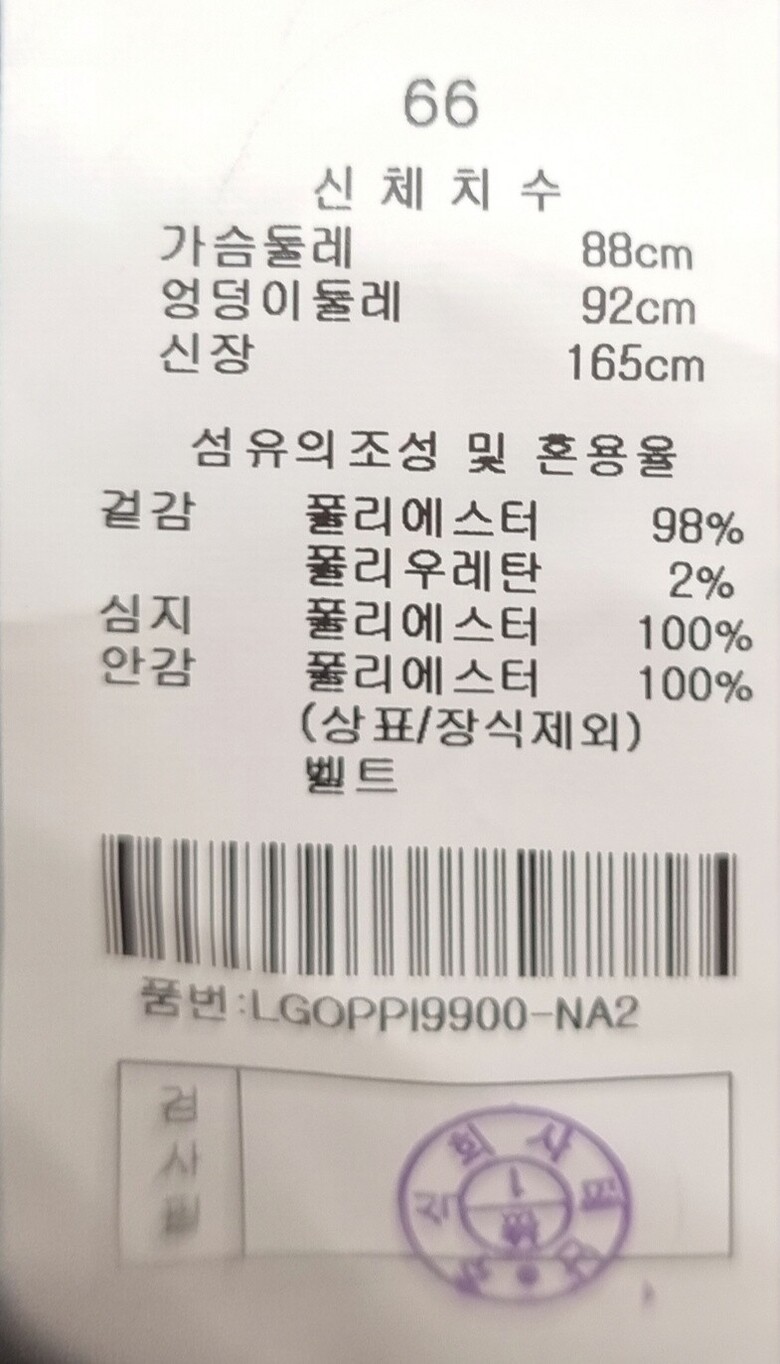 66
신체치수
가슴둘레 88cm
엉덩이둘레 92cm
신장 165cm
섬유의조성 및 혼용율
겉감 폴리에스터 98%
폴리우레탄 2%
심지 폴리에스터 100%
안감 폴리에스터 100%
(상표/장식제외)
벨트
품번:LGOPPI9900-NA2
검사필